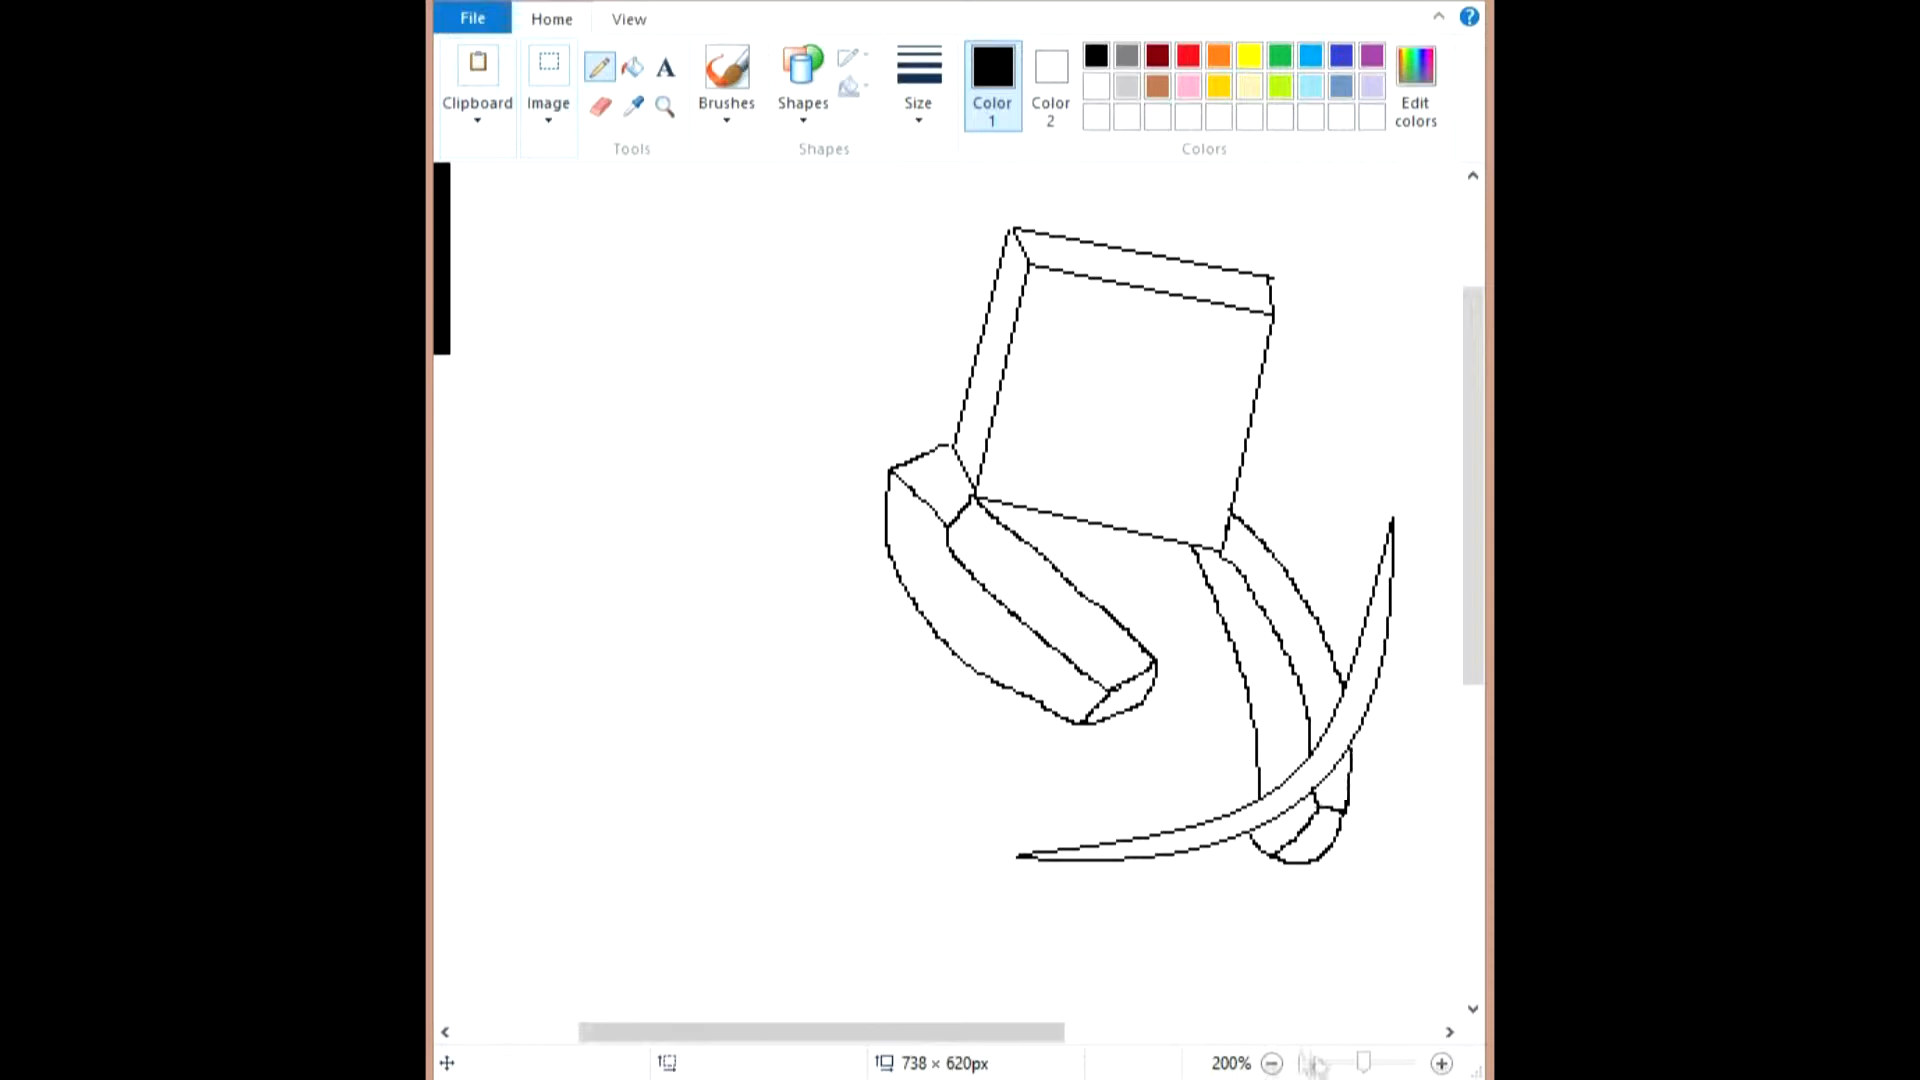 File Home View
Clipboard Image A Brushes Shapes Size Color 1 Color 2 Edit colors
Tools Shapes Colors
738 × 620px 200%